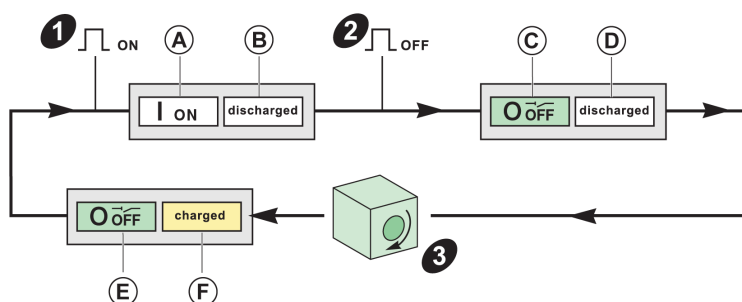 1 ON
A
B
2 OFF
C
D
I ON
discharged
O OFF
discharged
O OFF
charged
3
E
F